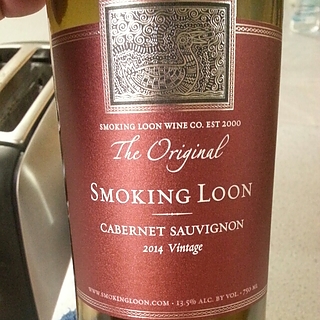 SMOKING LOON WINE CO. EST 2000
The Original
SMOKING LOON
CABERNET SAUVIGNON
2014 Vintage
WWW.SMOKINGLOON.COM • 13.5% ALC. BY VOL. • 750 ML